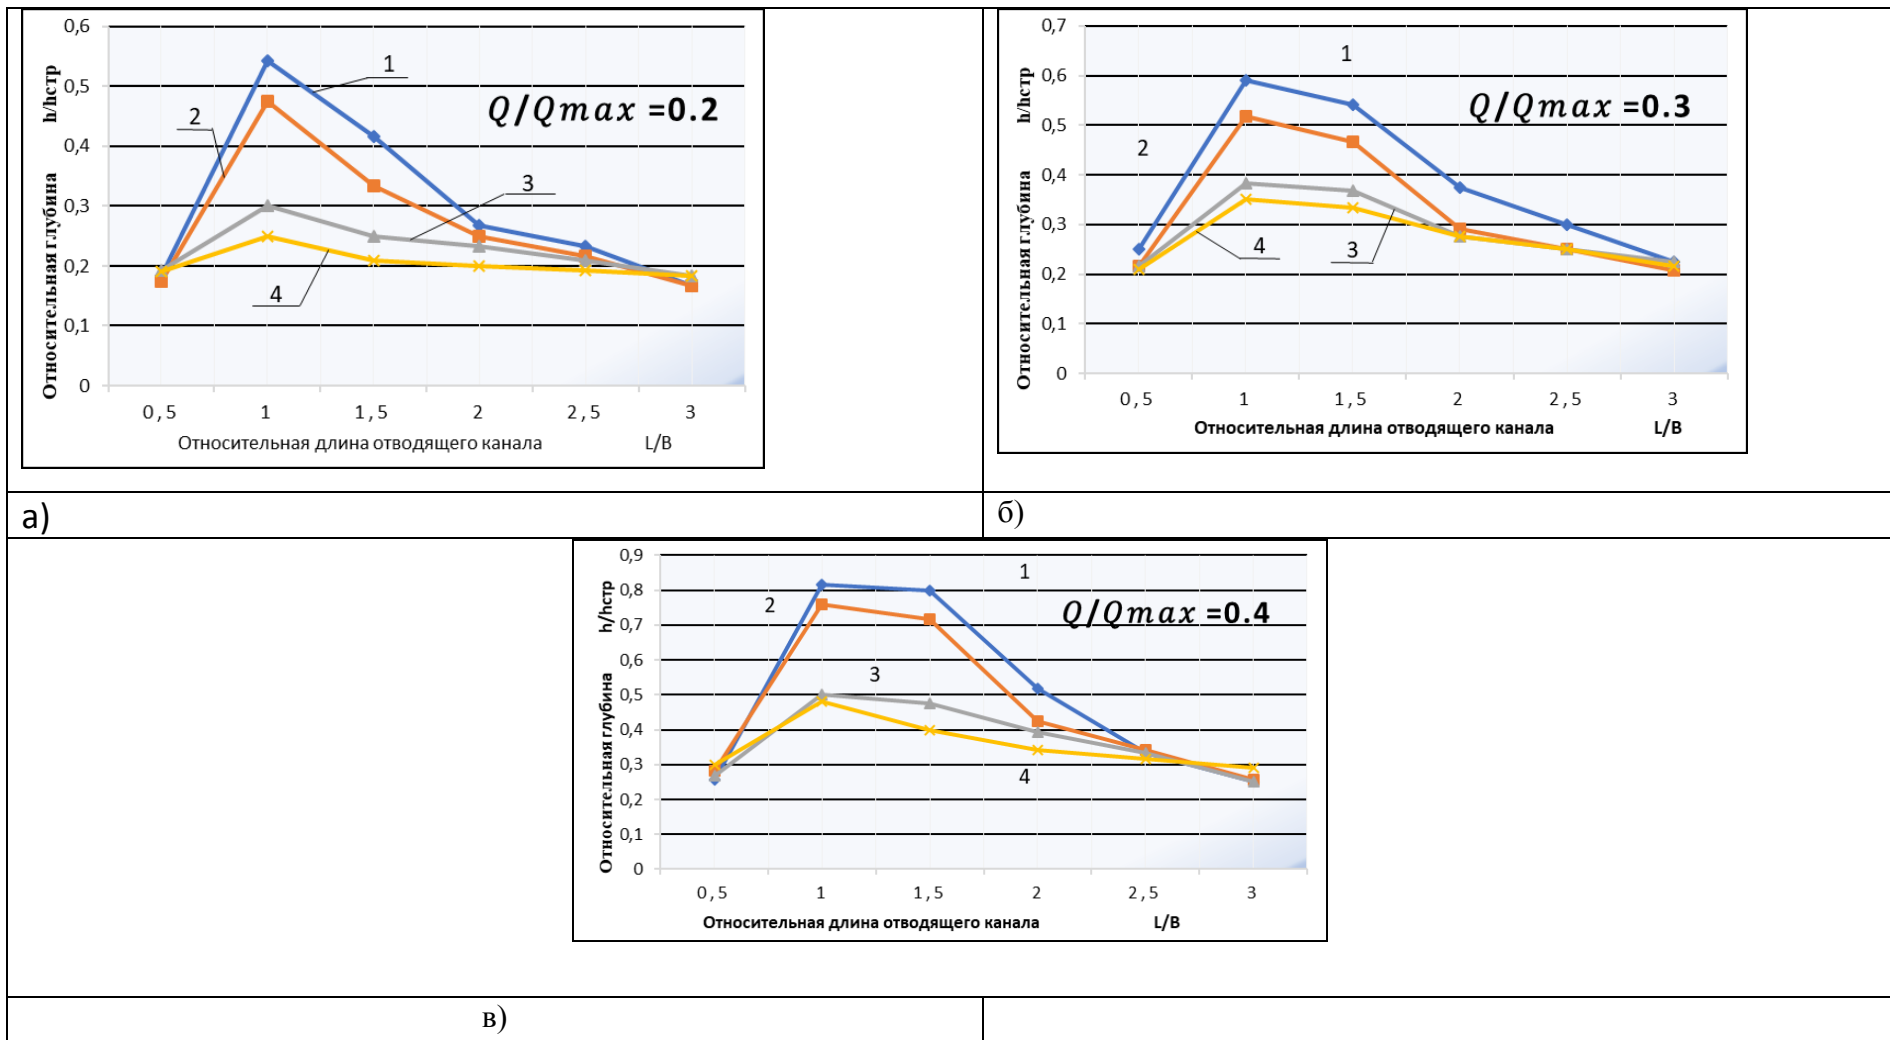 0,6
0,5
0,4
0,3
0,2
0,1
0
Относительная глубина h/hстр
1
2
3
4
Q/Qmax =0.2
0,5 1 1,5 2 2,5 3
Относительная длина отводящего канала L/B
а)
0,7
0,6
0,5
0,4
0,3
0,2
0,1
0
Относительная глубина h/hстр
1
2
4
3
Q/Qmax =0.3
0,5 1 1,5 2 2,5 3
Относительная длина отводящего канала L/B
б)
0,9
0,8
0,7
0,6
0,5
0,4
0,3
0,2
0,1
0
Относительная глубина h/hстр
1
2
3
4
Q/Qmax =0.4
0,5 1 1,5 2 2,5 3
Относительная длина отводящего канала L/B
в)